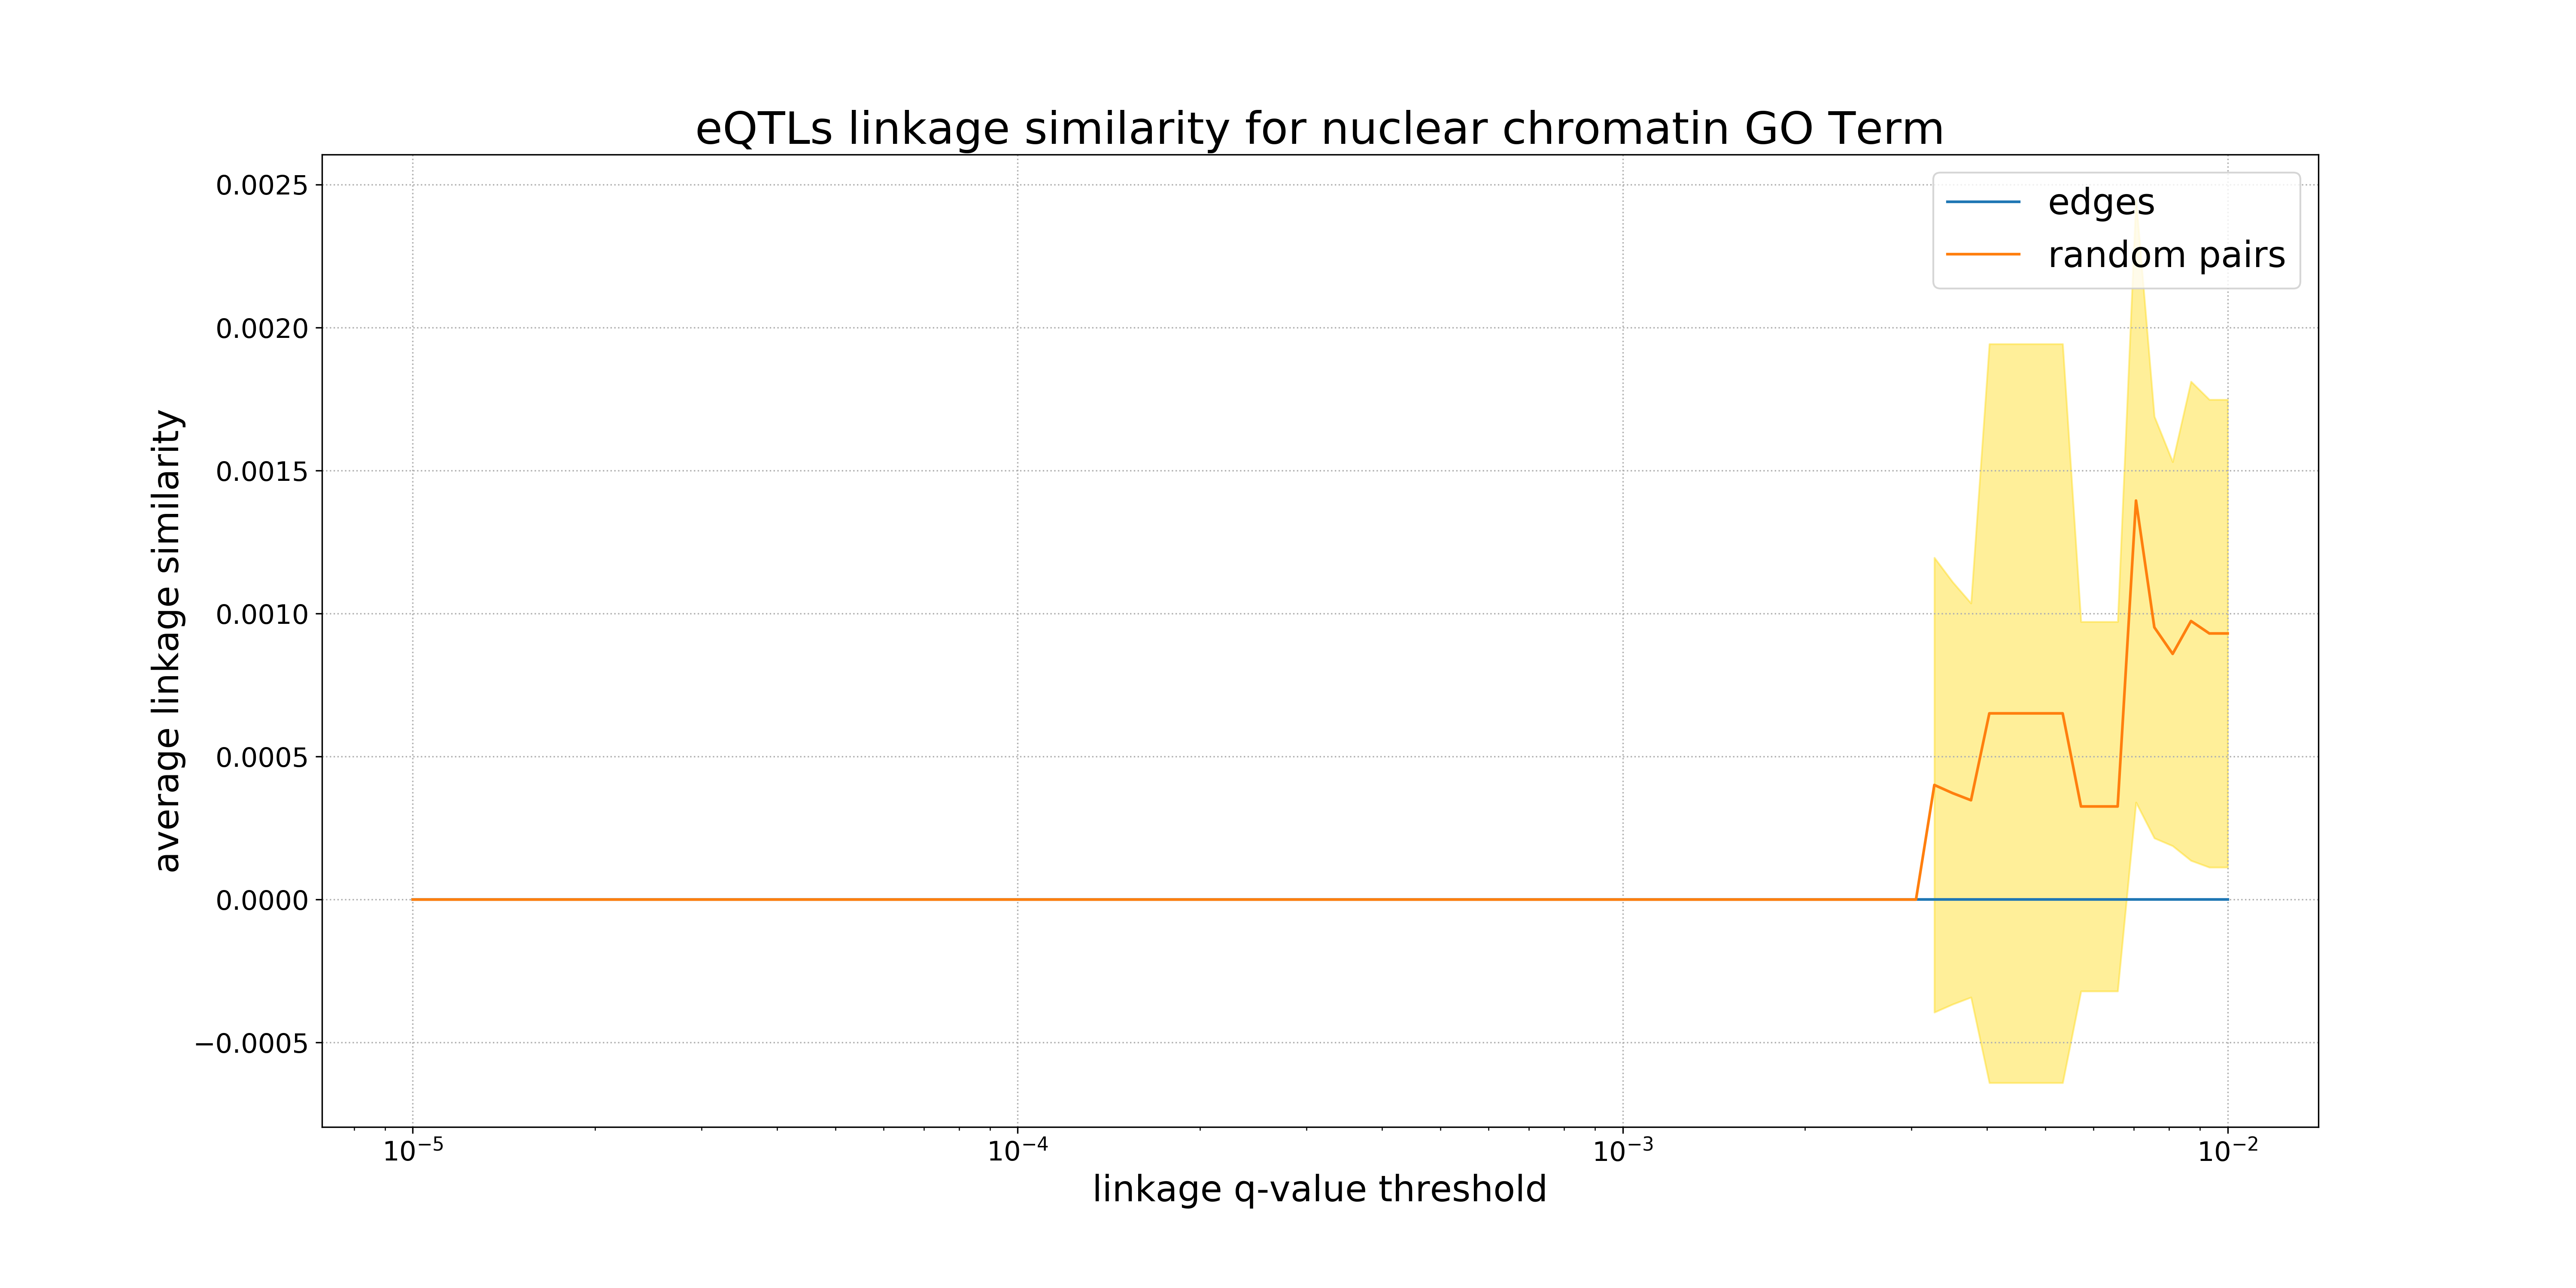 eQTLs linkage similarity for nuclear chromatin GO Term
edges
random pairs
average linkage similarity
0.0025
0.0020
0.0015
0.0010
0.0005
0.0000
−0.0005
10⁻⁵ 10⁻⁴ 10⁻³ 10⁻²
linkage q-value threshold